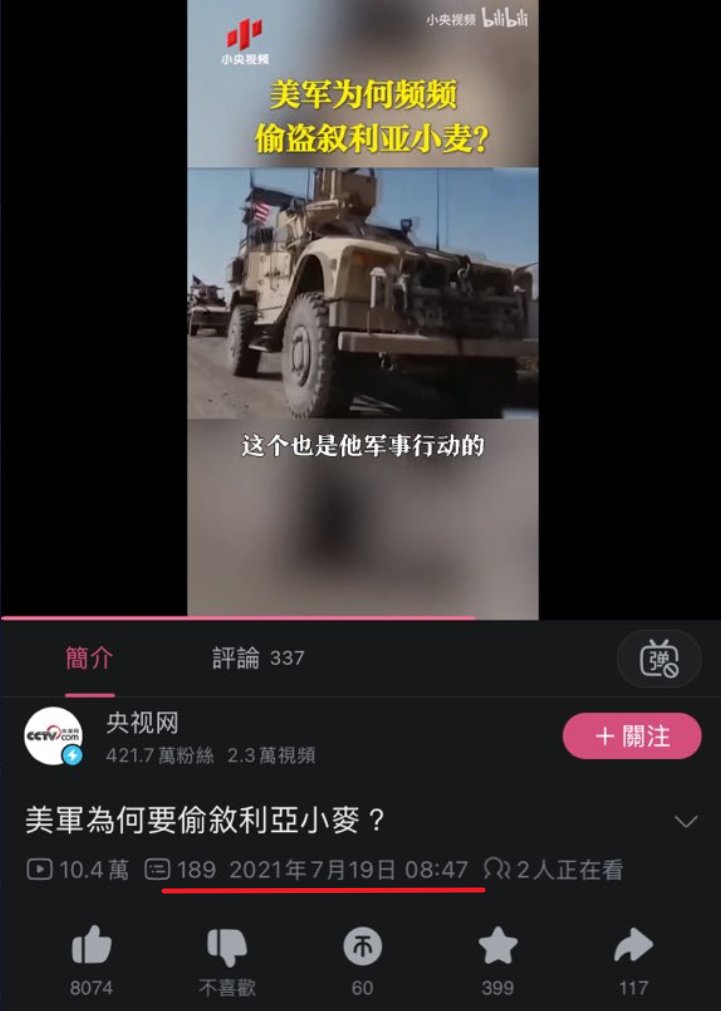 小央视频 bilibili
小央视频
美军为何频频
偷盗叙利亚小麦？
这个也是他军事行动的
簡介
評論 337
弹
CCTV.com 央视网
央视网
421.7萬粉絲 2.3萬視頻
＋關注
美軍為何要偷敘利亞小麥？
10.4萬 189 2021年7月19日 08:47 2人正在看
8074
不喜歡
60
399
117